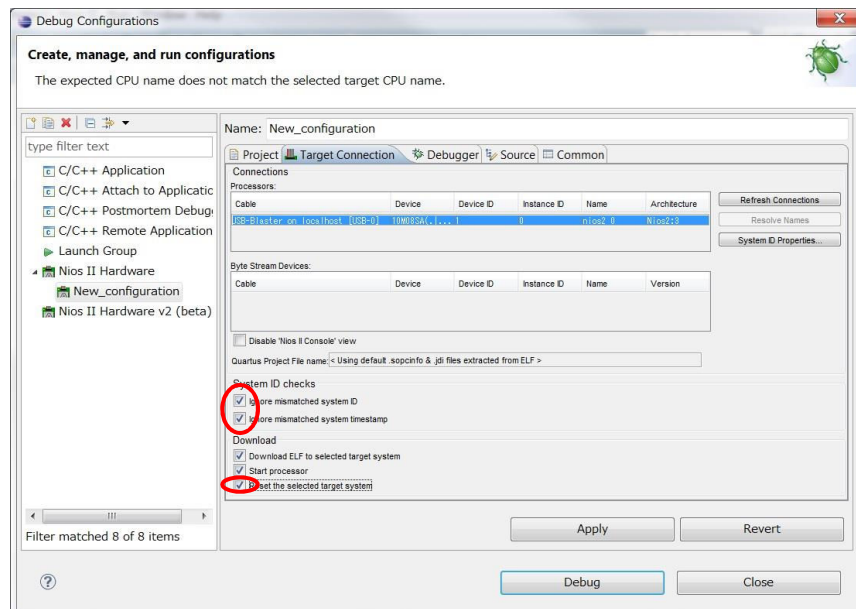 Debug Configurations
Create, manage, and run configurations
The expected CPU name does not match the selected target CPU name.
type filter text
C/C++ Application
C/C++ Attach to Applicatic
C/C++ Postmortem Debug
C/C++ Remote Application
Launch Group
Nios II Hardware
New_configuration
Nios II Hardware v2 (beta)
Filter matched 8 of 8 items
Name: New_configuration
Project Target Connection Debugger Source Common
Connections
Processors:
Cable Device Device ID Instance ID Name Architecture
USB-Blaster on localhost [USB-0] 10M08SA(.|... 1 0 nios2_0 Nios2:3
Refresh Connections
Resolve Names
System ID Properties...
Byte Stream Devices:
Cable Device Device ID Instance ID Name Version
Disable 'Nios II Console' view
Quartus Project File name: < Using default .sopcinfo & .jdi files extracted from ELF >
System ID checks
Ignore mismatched system ID
Ignore mismatched system timestamp
Download
Download ELF to selected target system
Start processor
Reset the selected target system
Apply Revert
Debug Close